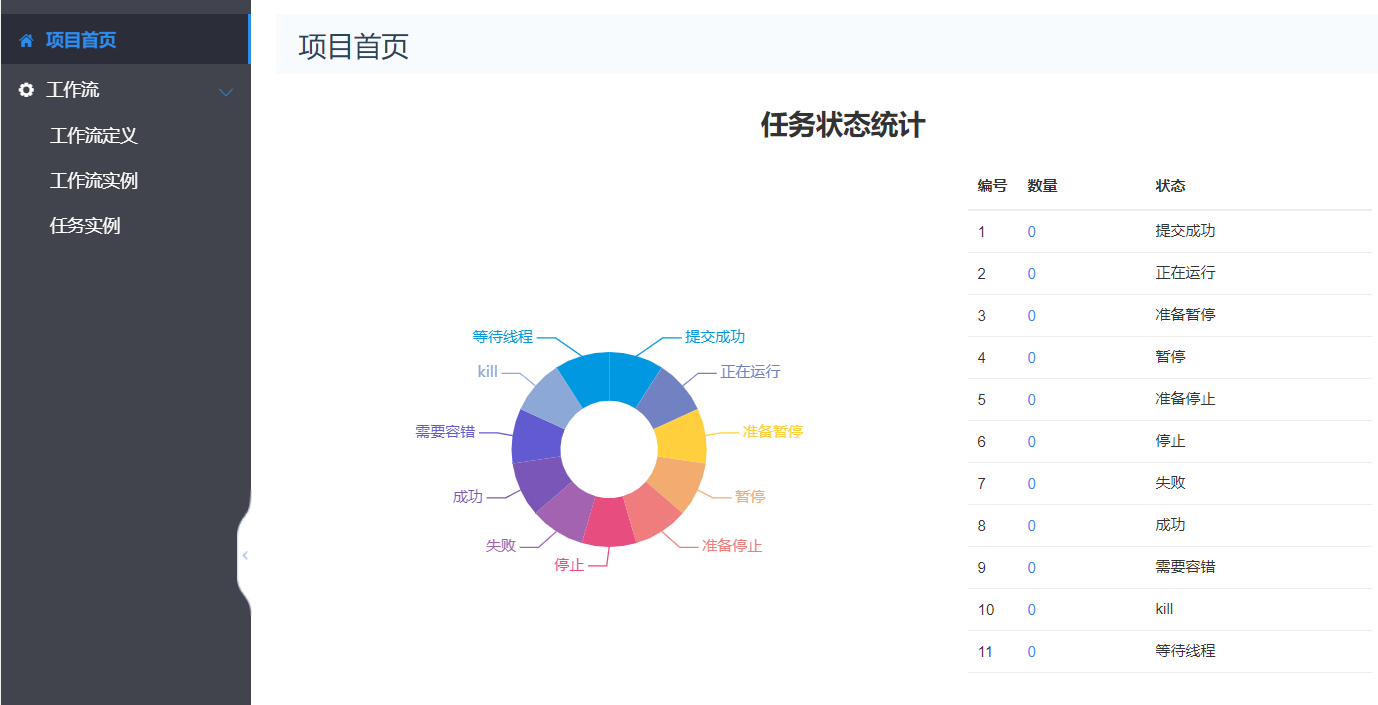 项目首页
工作流
工作流定义
工作流实例
任务实例
项目首页
任务状态统计
等待线程
提交成功
kill
正在运行
需要容错
准备暂停
成功
暂停
失败
准备停止
停止
编号 数量 状态
1 0 提交成功
2 0 正在运行
3 0 准备暂停
4 0 暂停
5 0 准备停止
6 0 停止
7 0 失败
8 0 成功
9 0 需要容错
10 0 kill
11 0 等待线程